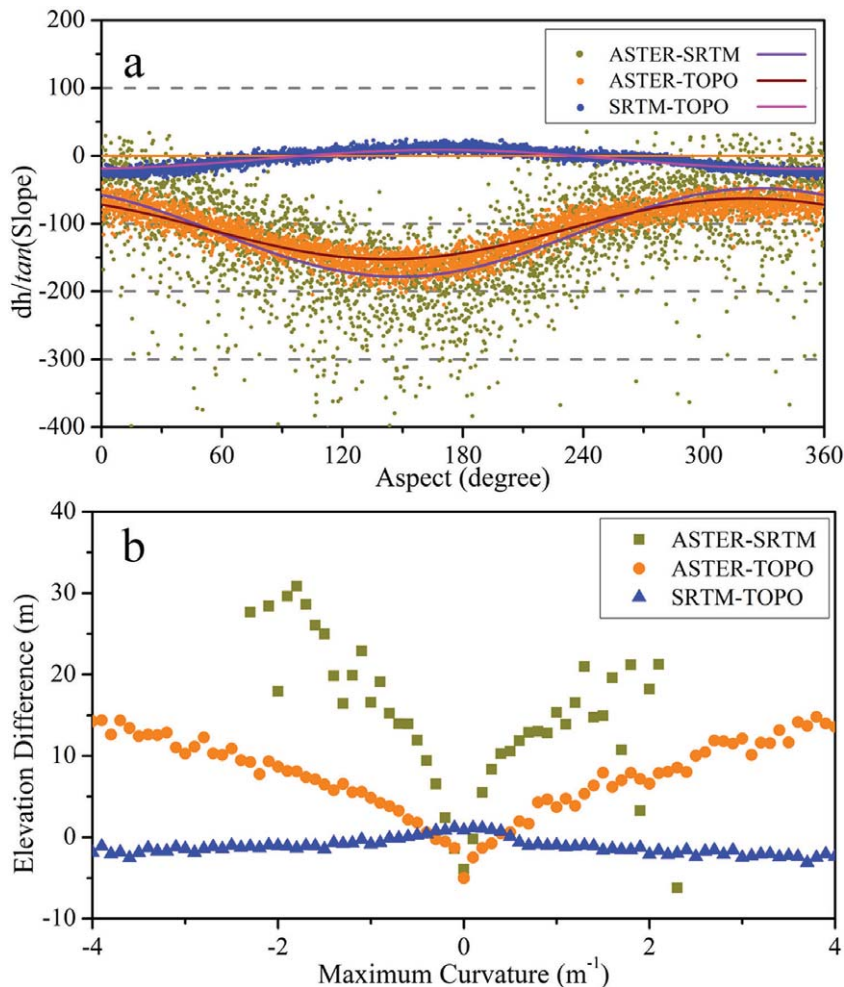 a
ASTER-SRTM
ASTER-TOPO
SRTM-TOPO
dh/tan(Slope)
200
100
0
-100
-200
-300
-400
0 60 120 180 240 300 360
Aspect (degree)
b
ASTER-SRTM
ASTER-TOPO
SRTM-TOPO
Elevation Difference (m)
40
30
20
10
0
-10
-4 -2 0 2 4
Maximum Curvature (m⁻¹)